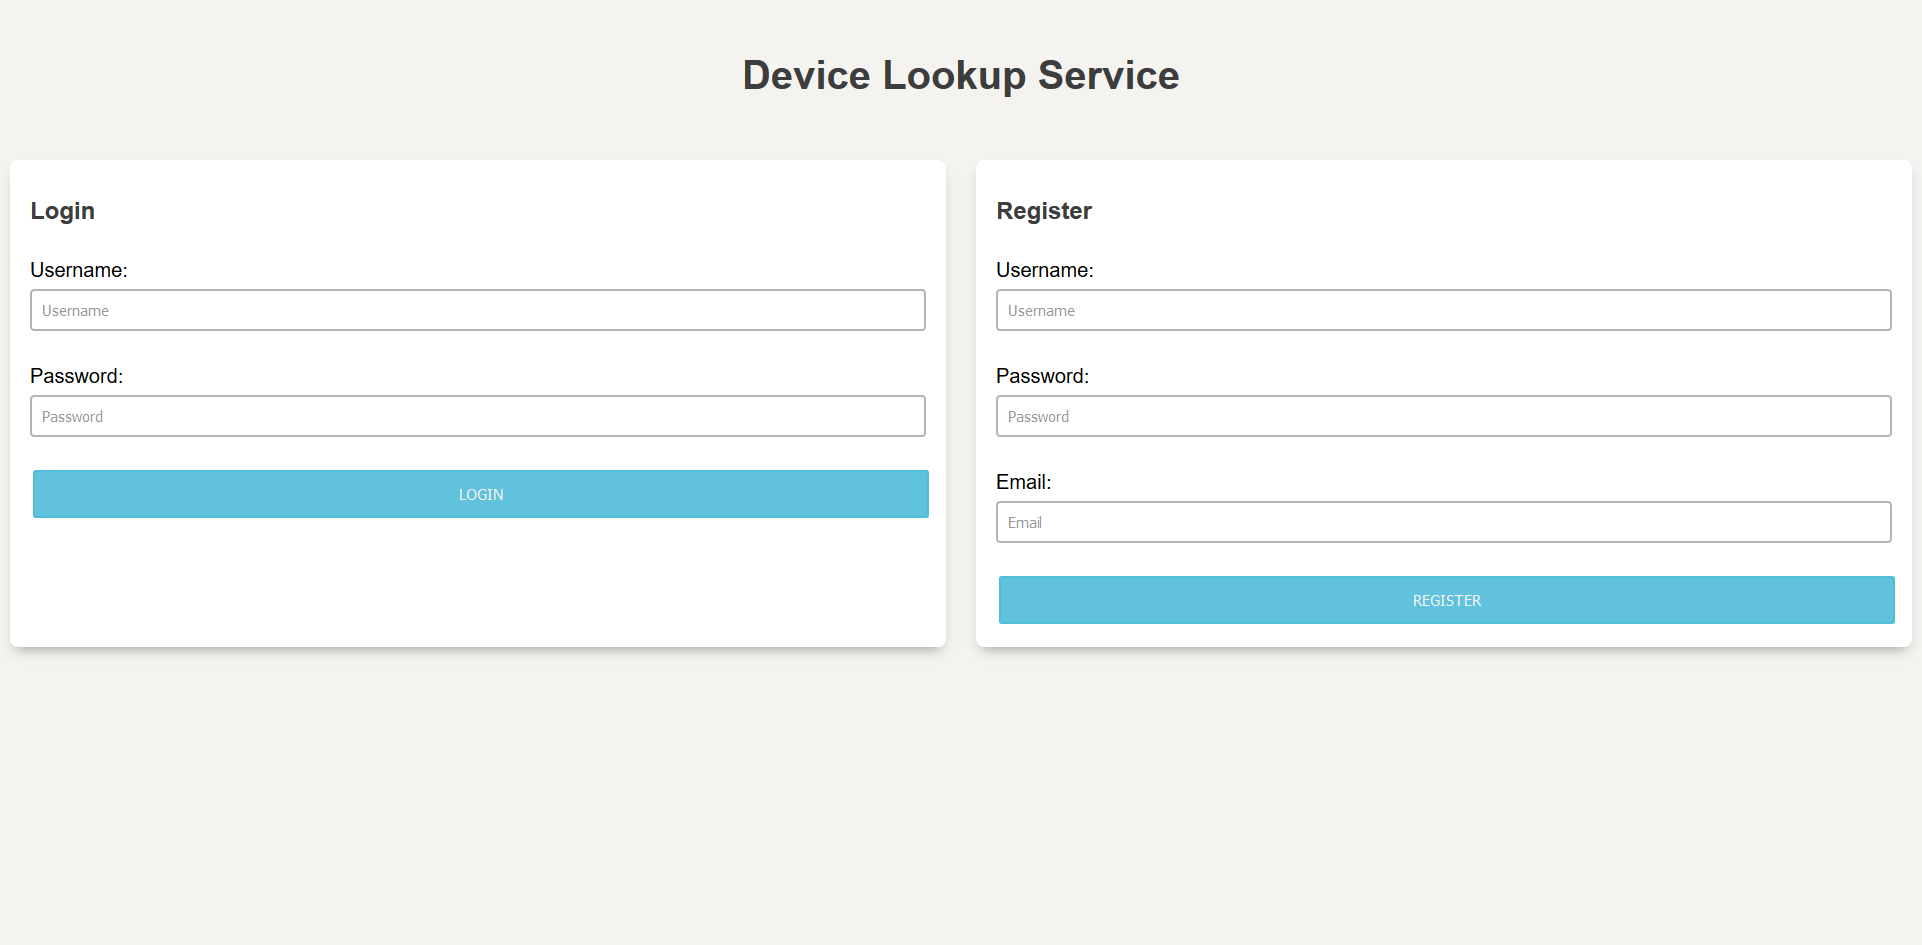 Device Lookup Service
Login
Username:
Username
Password:
Password
LOGIN
Register
Username:
Username
Password:
Password
Email:
Email
REGISTER